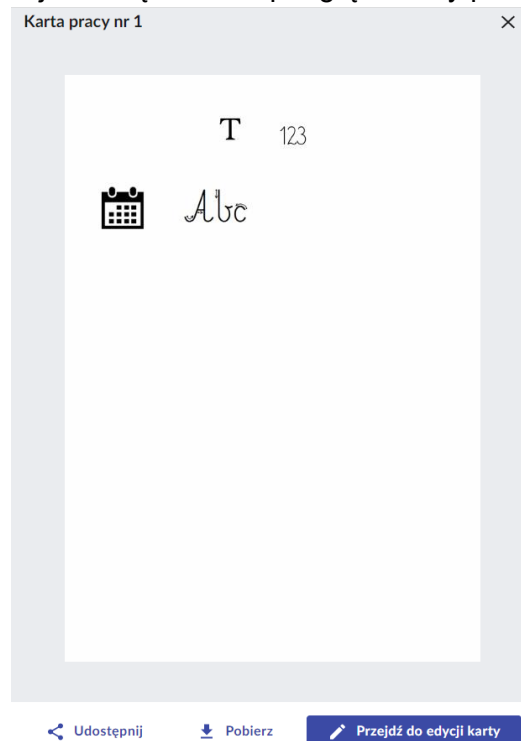 Karta pracy nr 1
T 123
Abc
Udostępnij Pobierz Przejdź do edycji karty